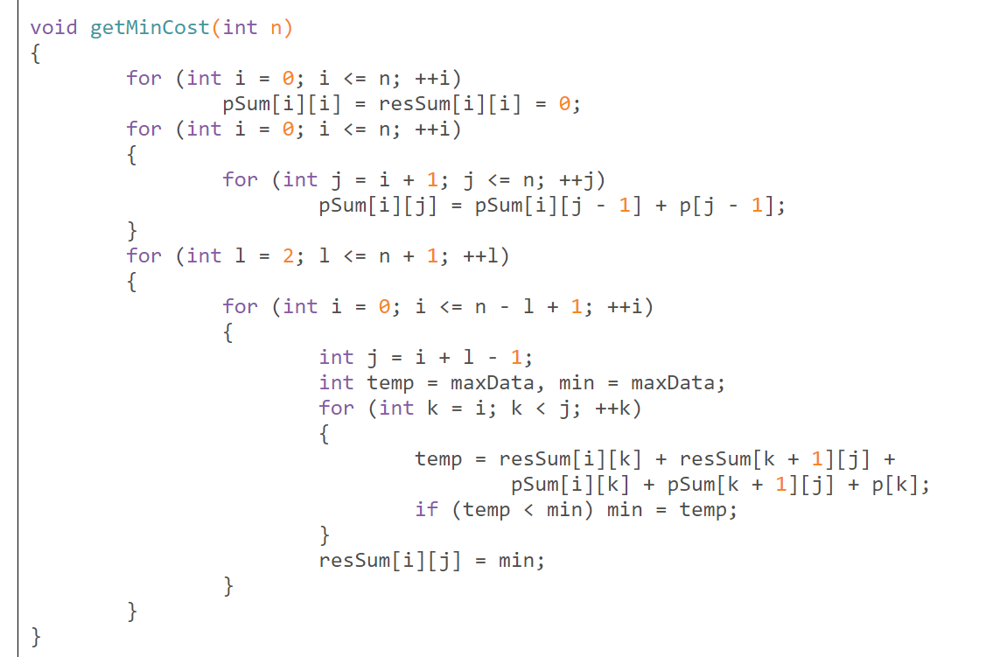 void getMinCost(int n)
{
        for (int i = 0; i <= n; ++i)
                pSum[i][i] = resSum[i][i] = 0;
        for (int i = 0; i <= n; ++i)
        {
                for (int j = i + 1; j <= n; ++j)
                        pSum[i][j] = pSum[i][j - 1] + p[j - 1];
        }
        for (int l = 2; l <= n + 1; ++l)
        {
                for (int i = 0; i <= n - l + 1; ++i)
                {
                        int j = i + l - 1;
                        int temp = maxData, min = maxData;
                        for (int k = i; k < j; ++k)
                        {
                                temp = resSum[i][k] + resSum[k + 1][j] +
                                        pSum[i][k] + pSum[k + 1][j] + p[k];
                                if (temp < min) min = temp;
                        }
                        resSum[i][j] = min;
                }
        }
}